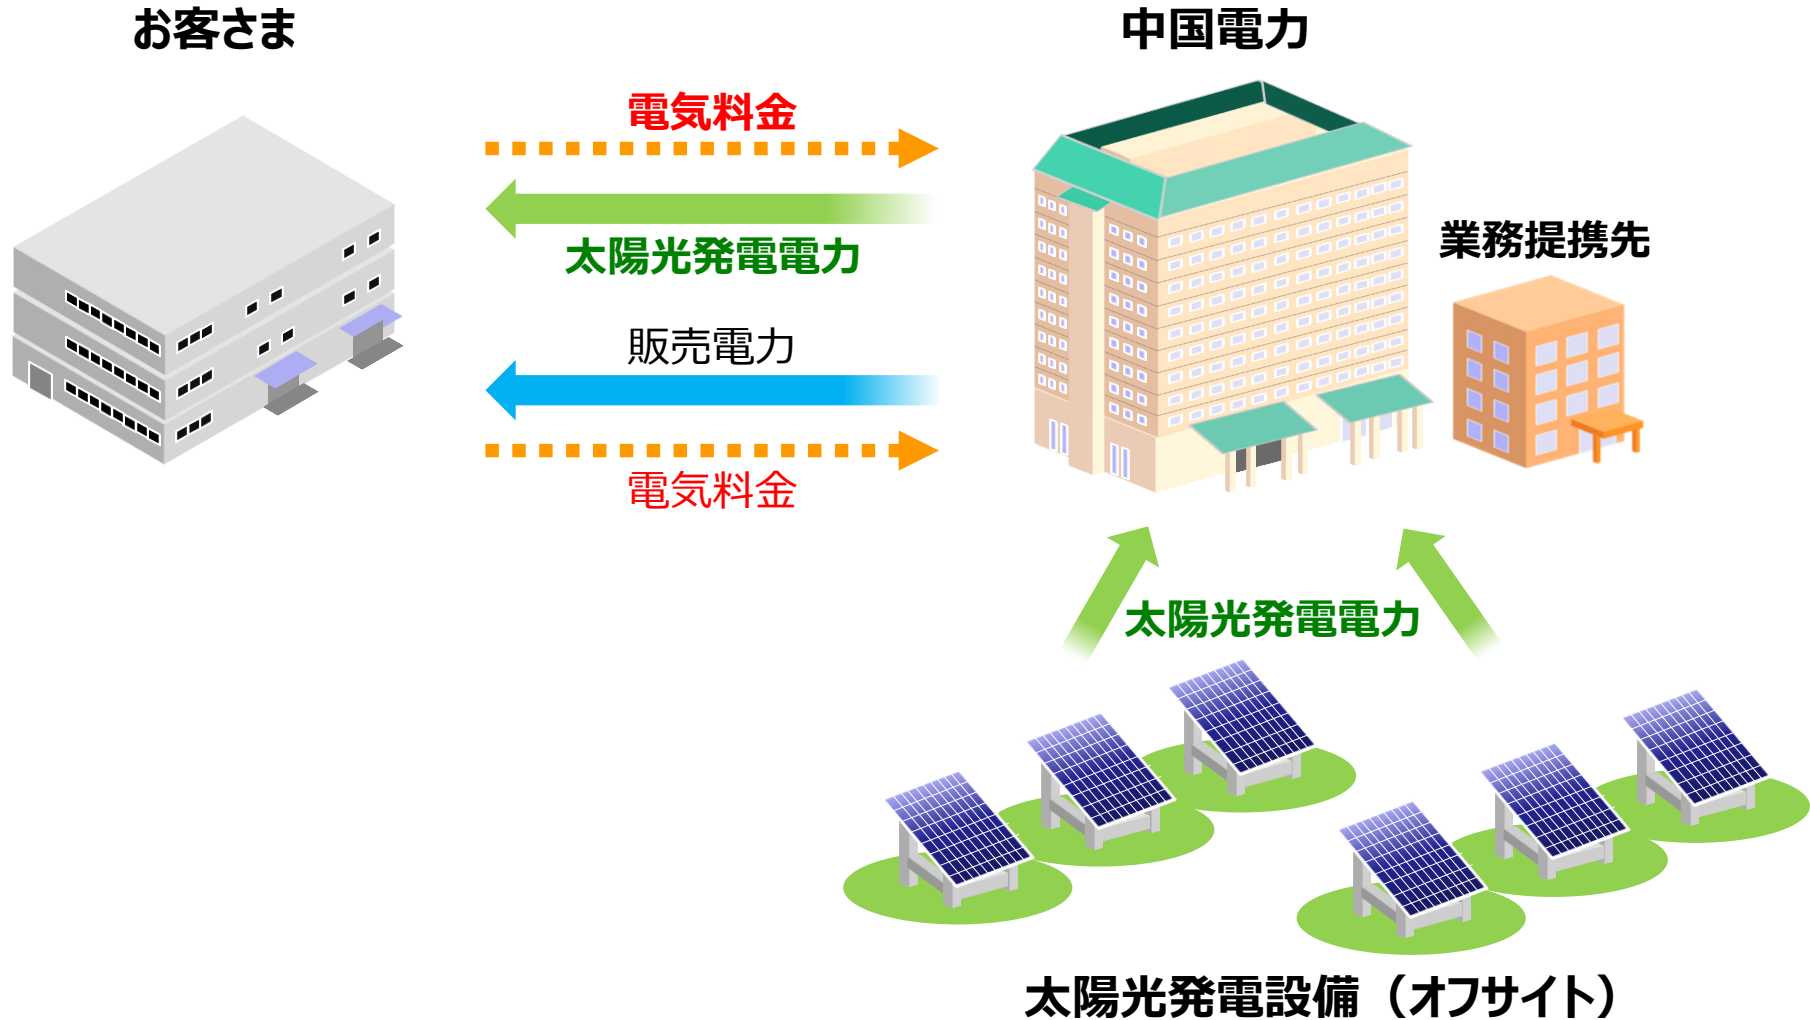 お客さま
中国電力
電気料金
太陽光発電電力
業務提携先
販売電力
電気料金
太陽光発電電力
太陽光発電設備（オフサイト）